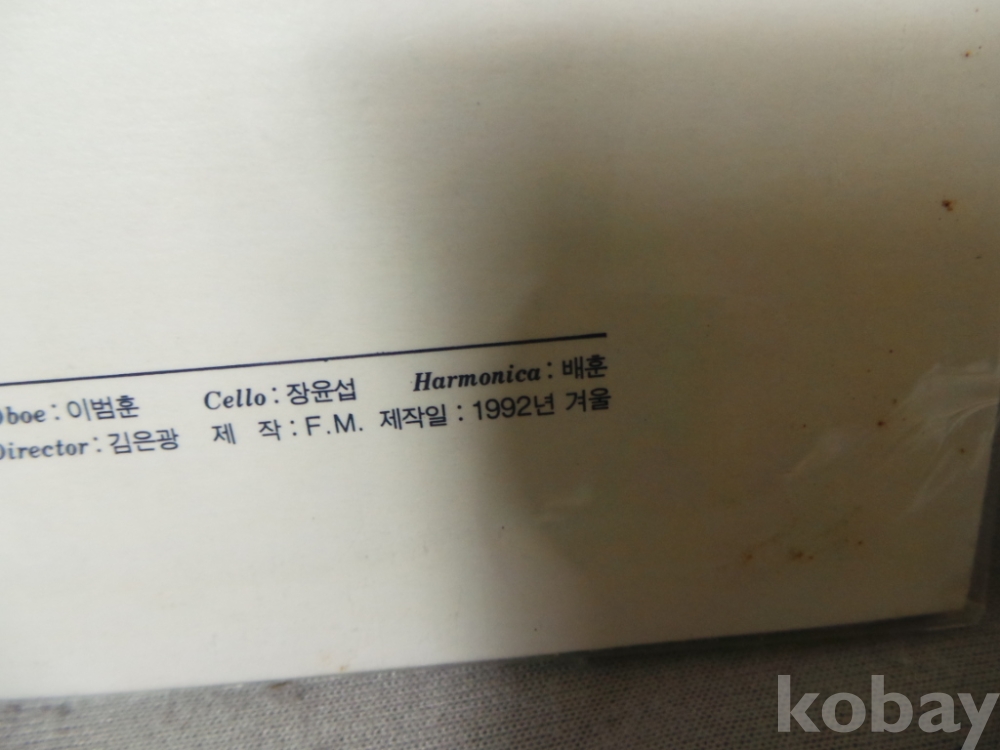 Oboe : 이범훈 Cello : 장윤섭 Harmonica : 배훈
Director : 김은광 제 작 : F.M. 제작일 : 1992년 겨울
kobay